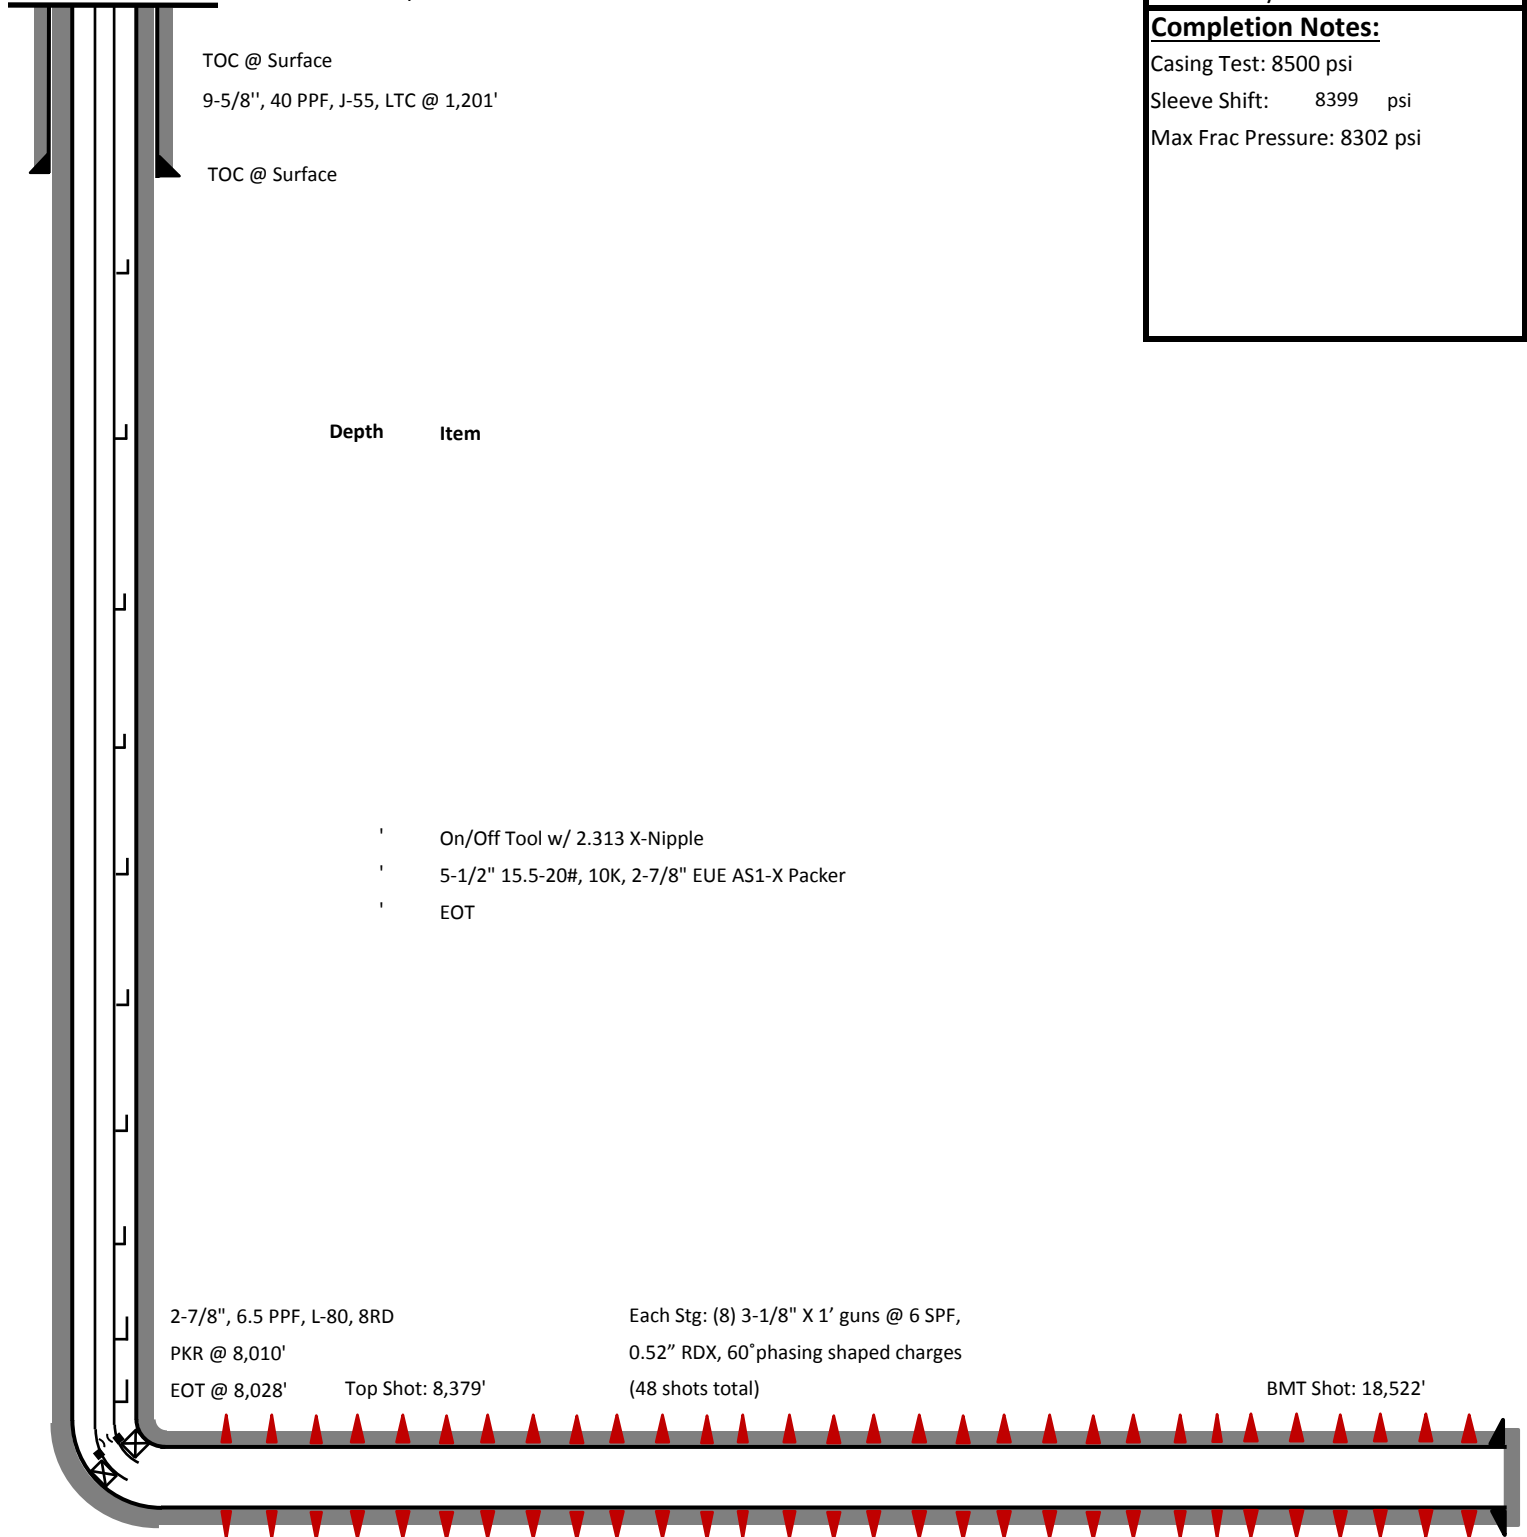 Completion Notes:
Casing Test: 8500 psi
Sleeve Shift: 8399 psi
Max Frac Pressure: 8302 psi
TOC @ Surface
9-5/8'', 40 PPF, J-55, LTC @ 1,201'
TOC @ Surface
Depth Item
' On/Off Tool w/ 2.313 X-Nipple
' 5-1/2" 15.5-20#, 10K, 2-7/8" EUE AS1-X Packer
' EOT
2-7/8", 6.5 PPF, L-80, 8RD
PKR @ 8,010'
EOT @ 8,028'
Top Shot: 8,379'
Each Stg: (8) 3-1/8" X 1’ guns @ 6 SPF,
0.52” RDX, 60˚phasing shaped charges
(48 shots total)
BMT Shot: 18,522'